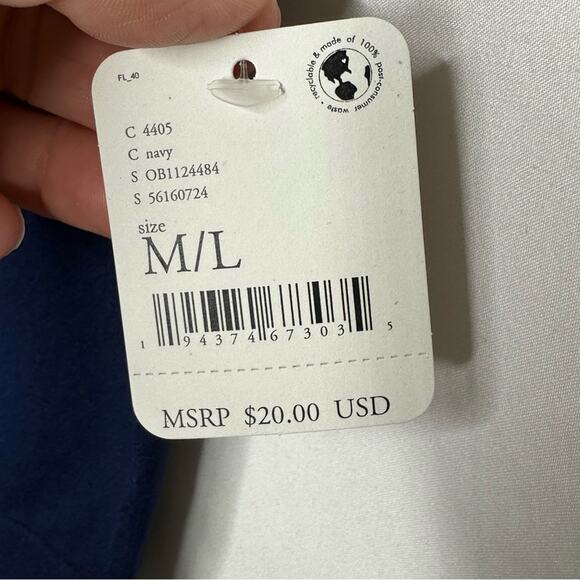 FL_40
recyclable & made of 100% post-consumer waste •
C 4405
C navy
S OB1124484
S 56160724
size
M/L
1 94374 67303 5
MSRP $20.00 USD